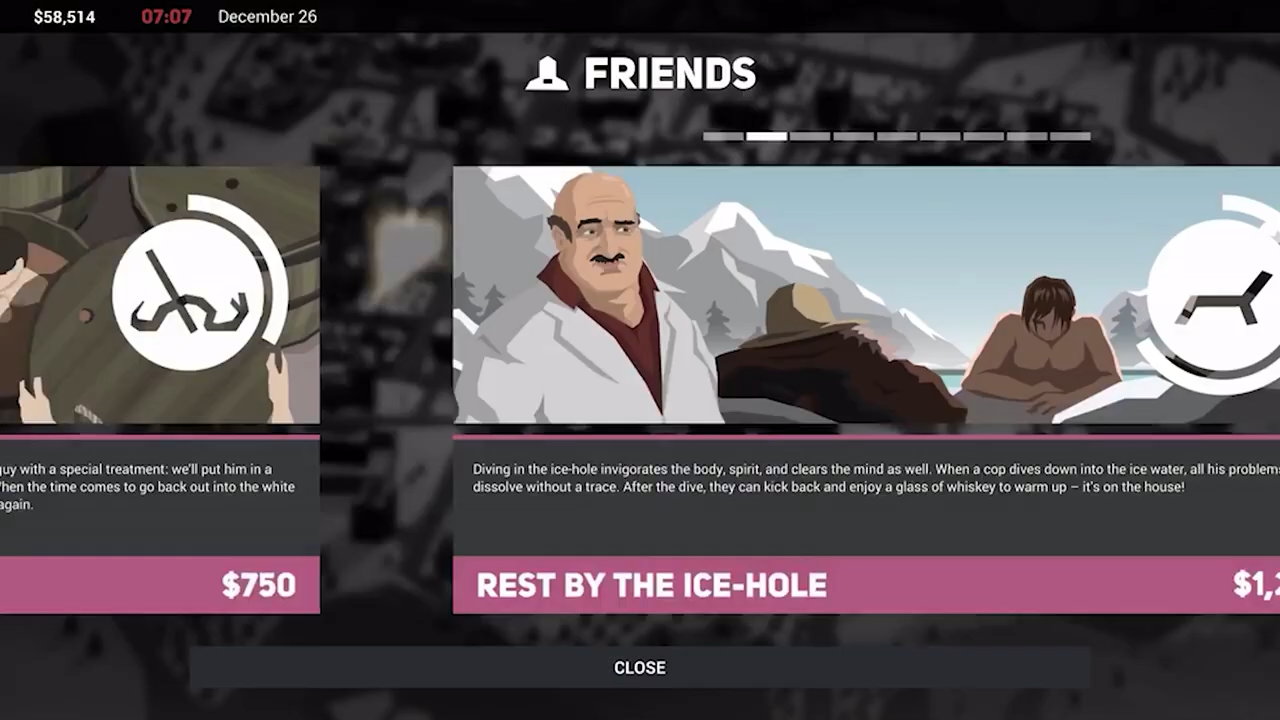 $58,514 07:07 December 26
FRIENDS
guy with a special treatment: we'll put him in a
When the time comes to go back out into the white
again.
$750
Diving in the ice-hole invigorates the body, spirit, and clears the mind as well. When a cop dives down into the ice water, all his problems
dissolve without a trace. After the dive, they can kick back and enjoy a glass of whiskey to warm up – it's on the house!
REST BY THE ICE-HOLE
$1,2
CLOSE